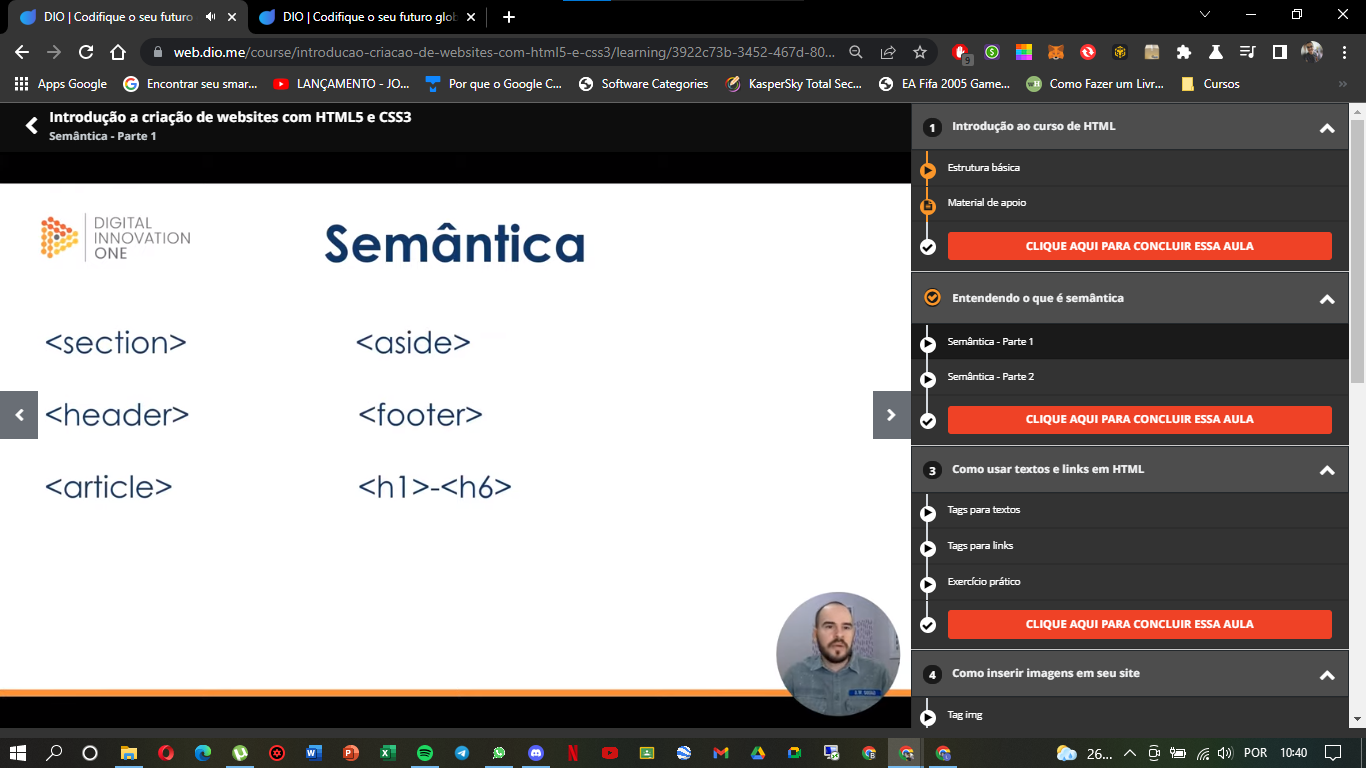 DIO | Codifique o seu futuro
DIO | Codifique o seu futuro glob
web.dio.me/course/introducao-criacao-de-websites-com-html5-e-css3/learning/3922c73b-3452-467d-80...
9
Apps Google
Encontrar seu smar...
LANÇAMENTO - JO...
Por que o Google C...
Software Categories
KasperSky Total Sec...
EA Fifa 2005 Game...
Como Fazer um Livr...
Cursos
»
Introdução a criação de websites com HTML5 e CSS3
Semântica - Parte 1
DIGITAL
INNOVATION
ONE
Semântica
<section>
<aside>
<header>
<footer>
<article>
<h1>-<h6>
1 Introdução ao curso de HTML
Estrutura básica
Material de apoio
CLIQUE AQUI PARA CONCLUIR ESSA AULA
Entendendo o que é semântica
Semântica - Parte 1
Semântica - Parte 2
CLIQUE AQUI PARA CONCLUIR ESSA AULA
3 Como usar textos e links em HTML
Tags para textos
Tags para links
Exercício prático
CLIQUE AQUI PARA CONCLUIR ESSA AULA
4 Como inserir imagens em seu site
Tag img
26...
POR
10:40